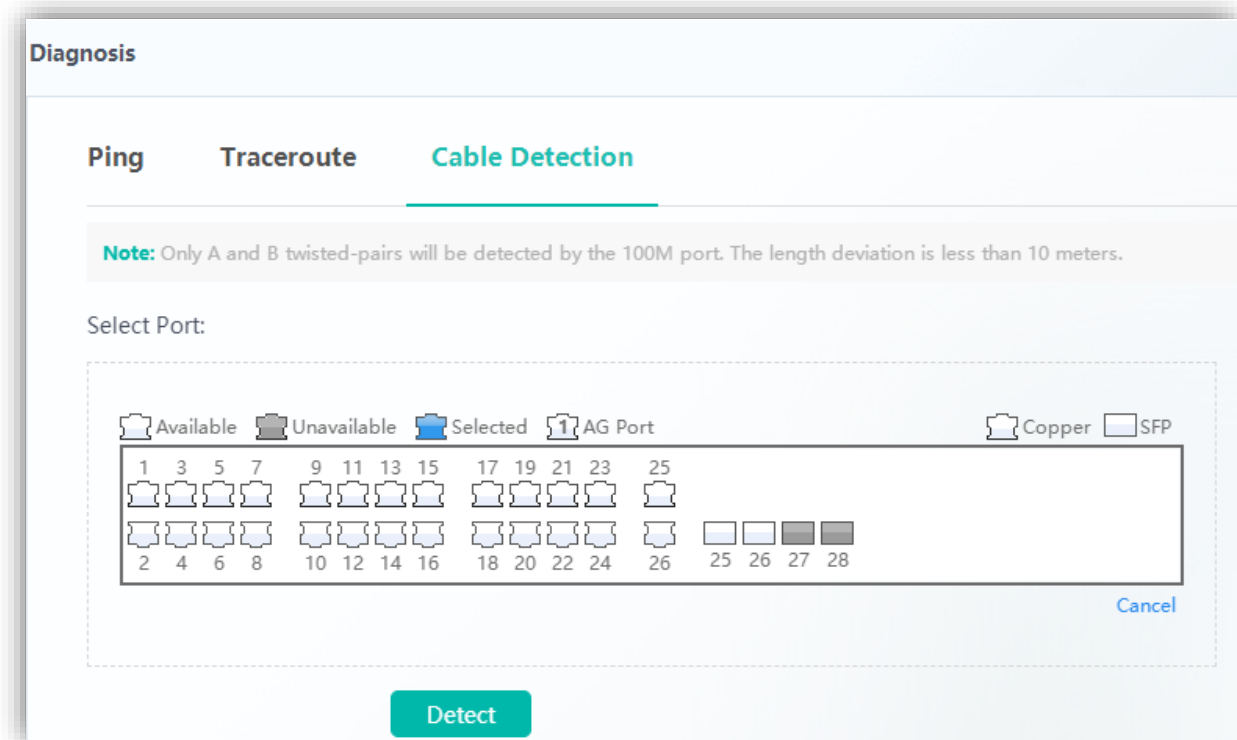 Diagnosis
Ping Traceroute Cable Detection
Note: Only A and B twisted-pairs will be detected by the 100M port. The length deviation is less than 10 meters.
Select Port:
Available Unavailable Selected 1 AG Port Copper SFP
1 3 5 7 9 11 13 15 17 19 21 23 25
2 4 6 8 10 12 14 16 18 20 22 24 26 25 26 27 28
Cancel
Detect